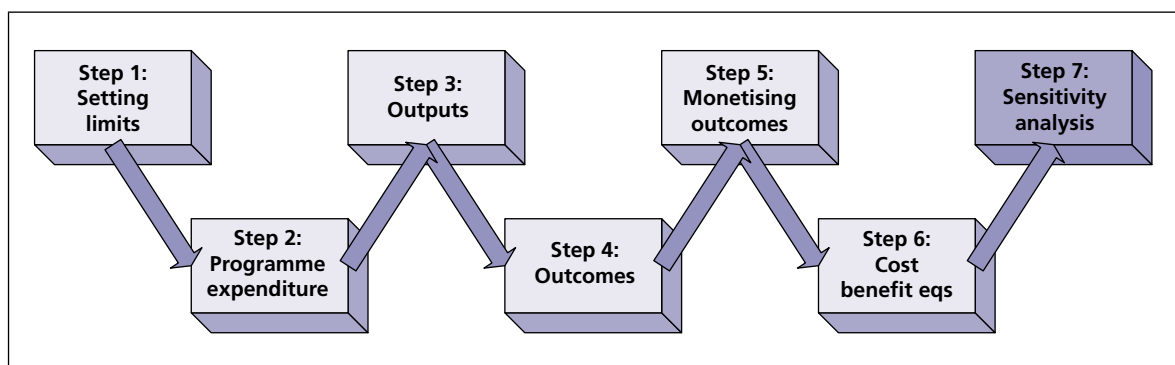 Step 1:
Setting
limits
Step 2:
Programme
expenditure
Step 3:
Outputs
Step 4:
Outcomes
Step 5:
Monetising
outcomes
Step 6:
Cost
benefit eqs
Step 7:
Sensitivity
analysis